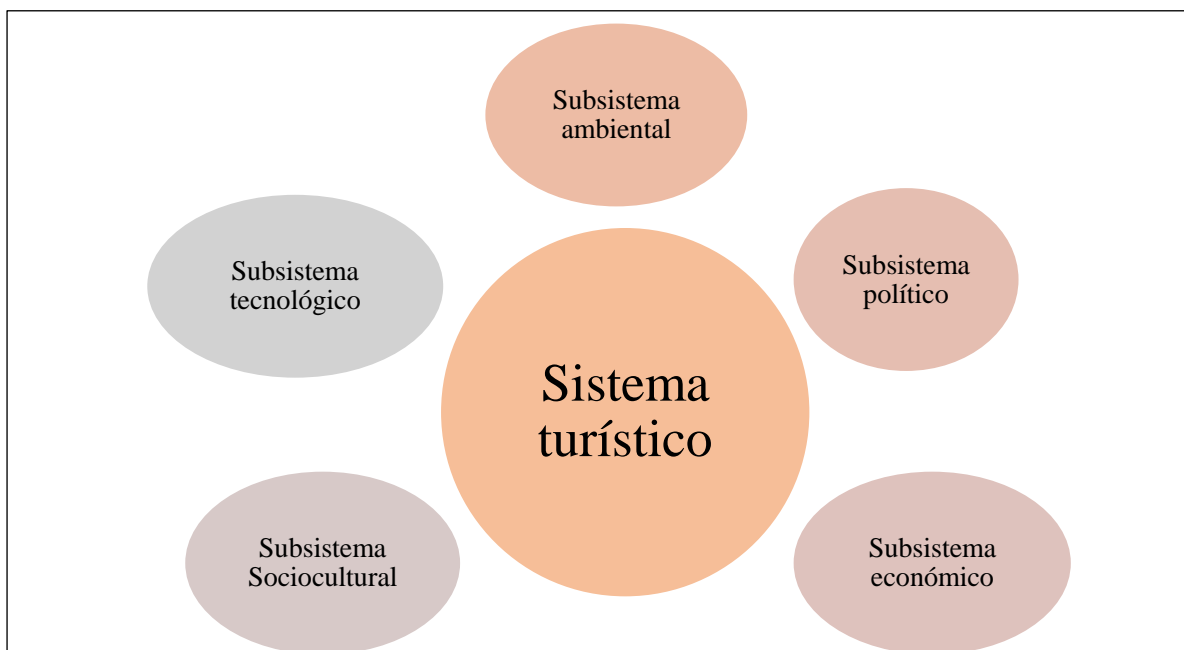 Subsistema
ambiental
Subsistema
político
Subsistema
económico
Subsistema
Sociocultural
Subsistema
tecnológico
Sistema
turístico